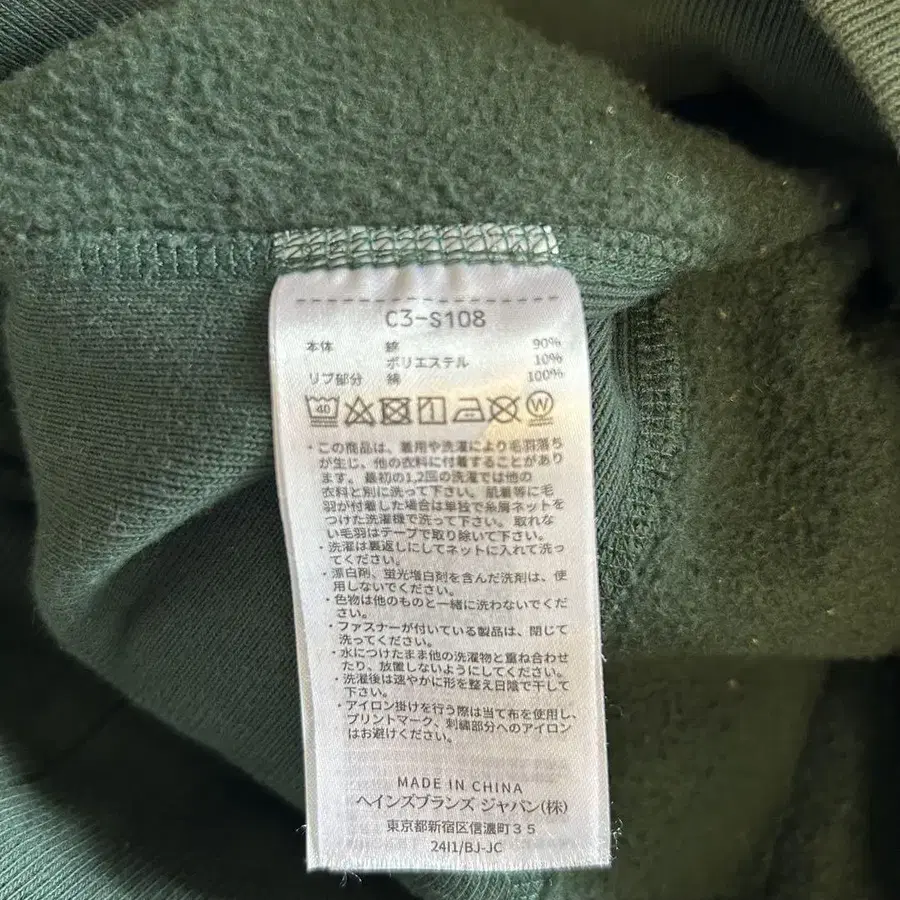 C3-S108
本体 綿 90%
ポリエステル 10%
リブ部分 綿 100%
40 W
・この商品は、着用や洗濯により毛羽落ち
が生じ、他の衣料に付着することがあり
ます。最初の1,2回の洗濯では他の
衣料と別に洗って下さい。肌着等に毛
羽が付着した場合は単独で糸屑ネットを
つけた洗濯機で洗って下さい。取れな
い毛羽はテープで取り除いて下さい。
・洗濯は裏返しにしてネットに入れて洗っ
てください。
・漂白剤、蛍光増白剤を含んだ洗剤は、使
用しないでください。
・色物は他のものと一緒に洗わないでくだ
さい。
・ファスナーが付いている製品は、閉じて
洗ってください。
・水につけたまま他の洗濯物と重ね合わせ
たり、放置しないようにしてください。
・洗濯後は速やかに形を整え日陰で干して
下さい。
・アイロン掛けを行う際は当て布を使用し、
プリントマーク、刺繍部分へのアイロン
はお避けください。
MADE IN CHINA
ヘインズブランズ ジャパン(株)
東京都新宿区信濃町35
24I1/BJ-JC